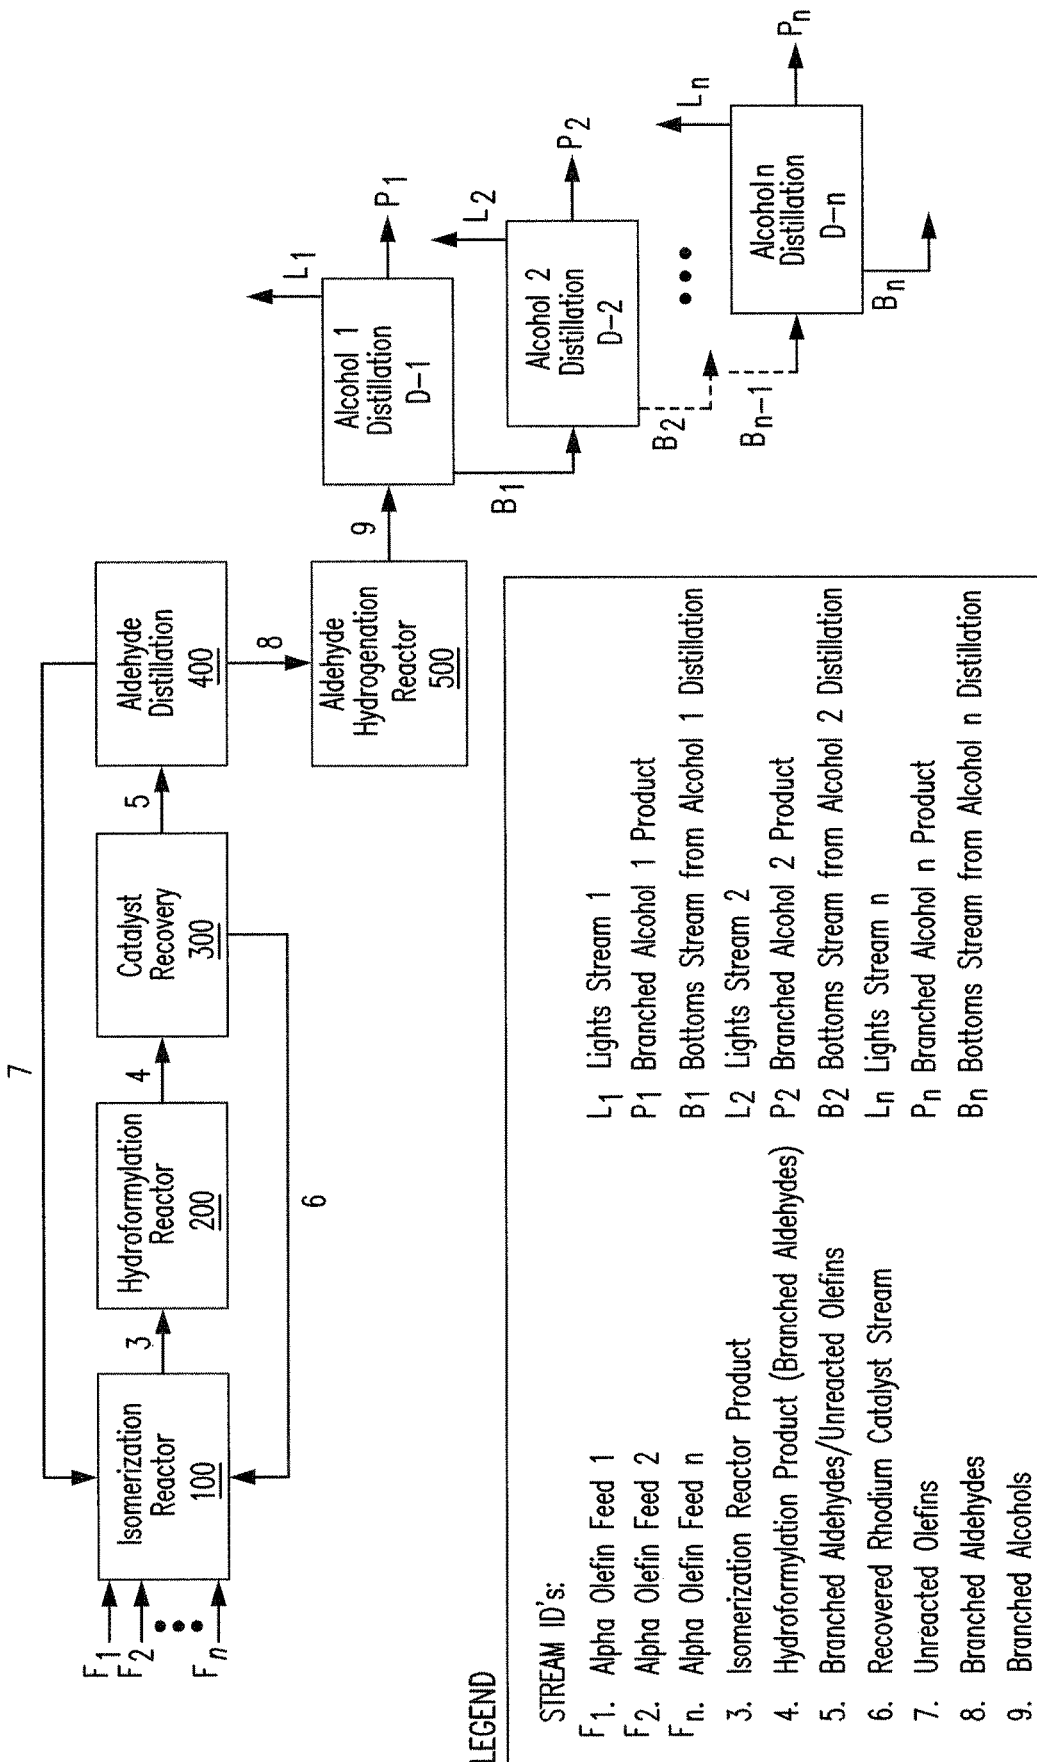 7
F1
F2
Fn
Isomerization
Reactor
100
3
Hydroformylation
Reactor
200
4
Catalyst
Recovery
300
5
Aldehyde
Distillation
400
6
8
Aldehyde
Hydrogenation
Reactor
500
9
Alcohol 1
Distillation
D-1
L1
P1
B1
Alcohol 2
Distillation
D-2
L2
P2
B2
Bn-1
Alcohol n
Distillation
D-n
Ln
Pn
Bn
LEGEND
STREAM ID's:
F1. Alpha Olefin Feed 1
F2. Alpha Olefin Feed 2
Fn. Alpha Olefin Feed n
3. Isomerization Reactor Product
4. Hydroformylation Product (Branched Aldehydes)
5. Branched Aldehydes/Unreacted Olefins
6. Recovered Rhodium Catalyst Stream
7. Unreacted Olefins
8. Branched Aldehydes
9. Branched Alcohols
L1 Lights Stream 1
P1 Branched Alcohol 1 Product
B1 Bottoms Stream from Alcohol 1 Distillation
L2 Lights Stream 2
P2 Branched Alcohol 2 Product
B2 Bottoms Stream from Alcohol 2 Distillation
Ln Lights Stream n
Pn Branched Alcohol n Product
Bn Bottoms Stream from Alcohol n Distillation